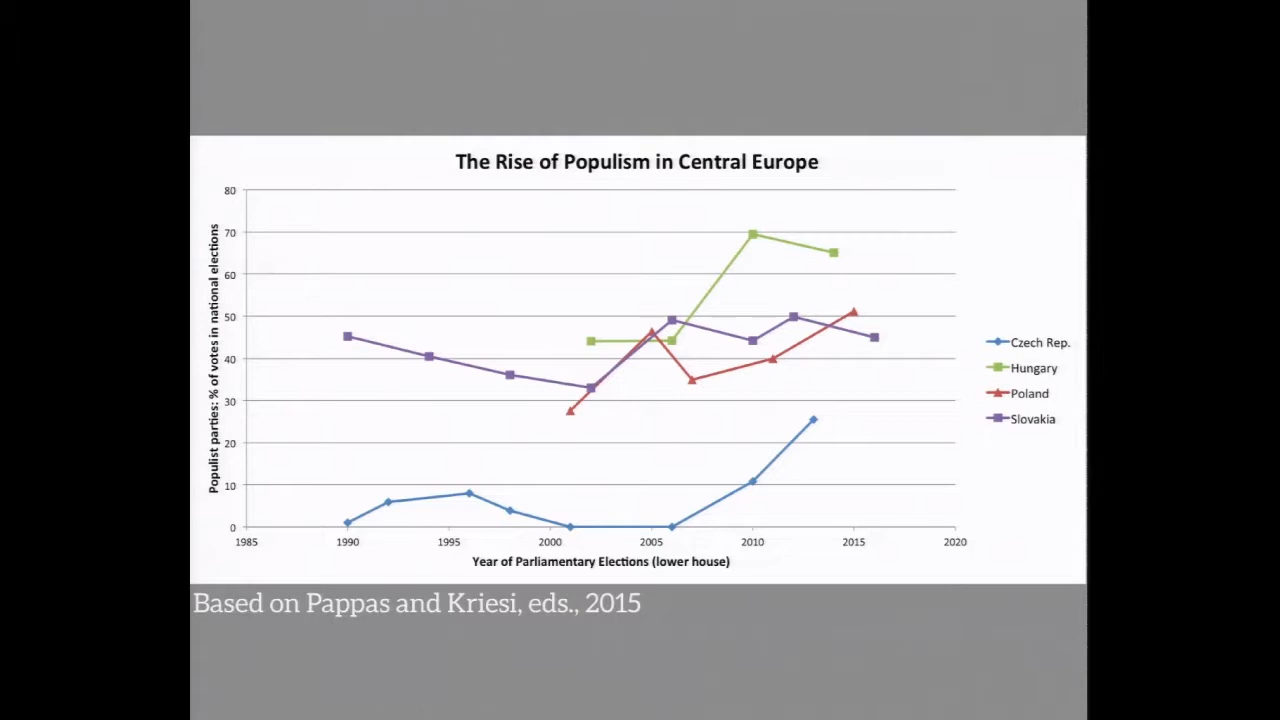 The Rise of Populism in Central Europe
Populist parties: % of votes in national elections
80
70
60
50
40
30
20
10
0
1985 1990 1995 2000 2005 2010 2015 2020
Year of Parliamentary Elections (lower house)
Czech Rep.
Hungary
Poland
Slovakia
Based on Pappas and Kriesi, eds., 2015